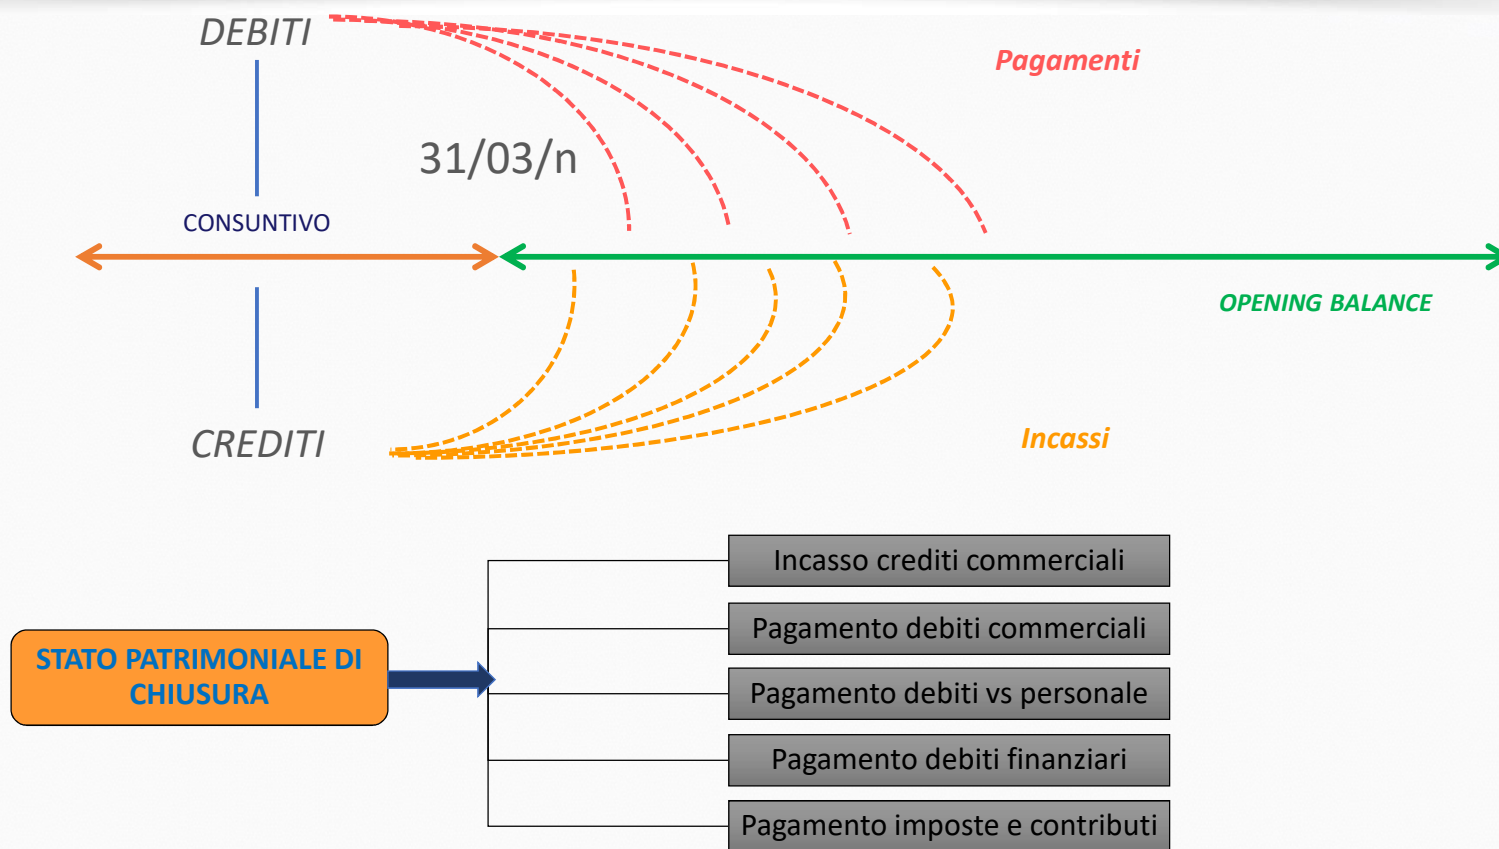 DEBITI
Pagamenti
31/03/n
CONSUNTIVO
OPENING BALANCE
CREDITI
Incassi
Incasso crediti commerciali
Pagamento debiti commerciali
STATO PATRIMONIALE DI
CHIUSURA
Pagamento debiti vs personale
Pagamento debiti finanziari
Pagamento imposte e contributi